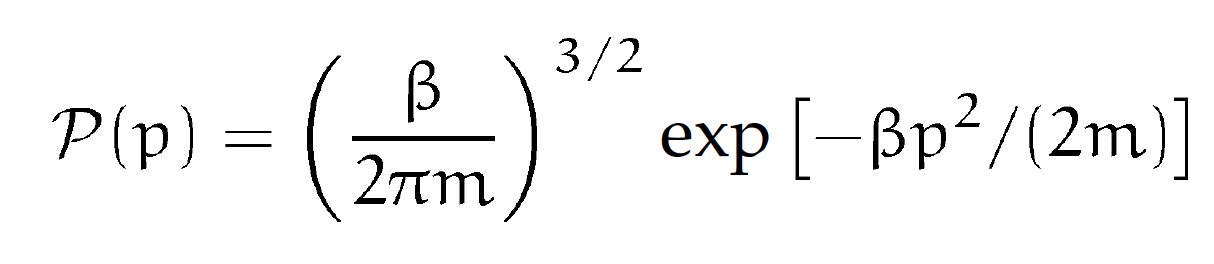 𝒫(p) = (β/2πm)^{3/2} exp [−βp²/(2m)]